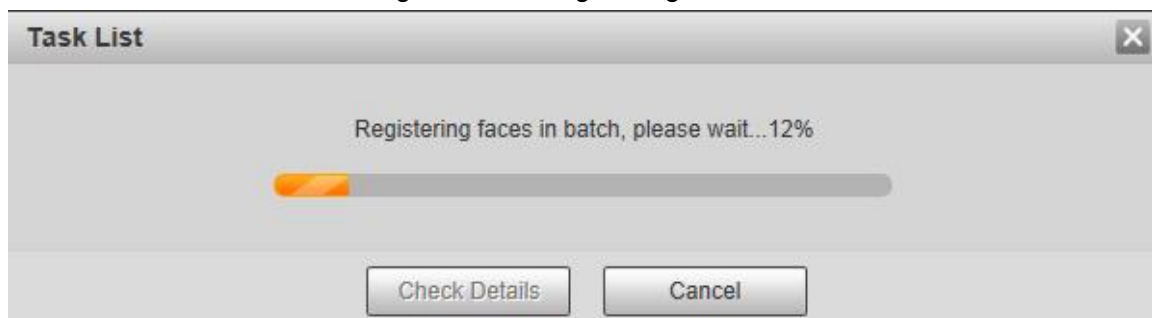 Task List
Registering faces in batch, please wait...12%
Check Details
Cancel